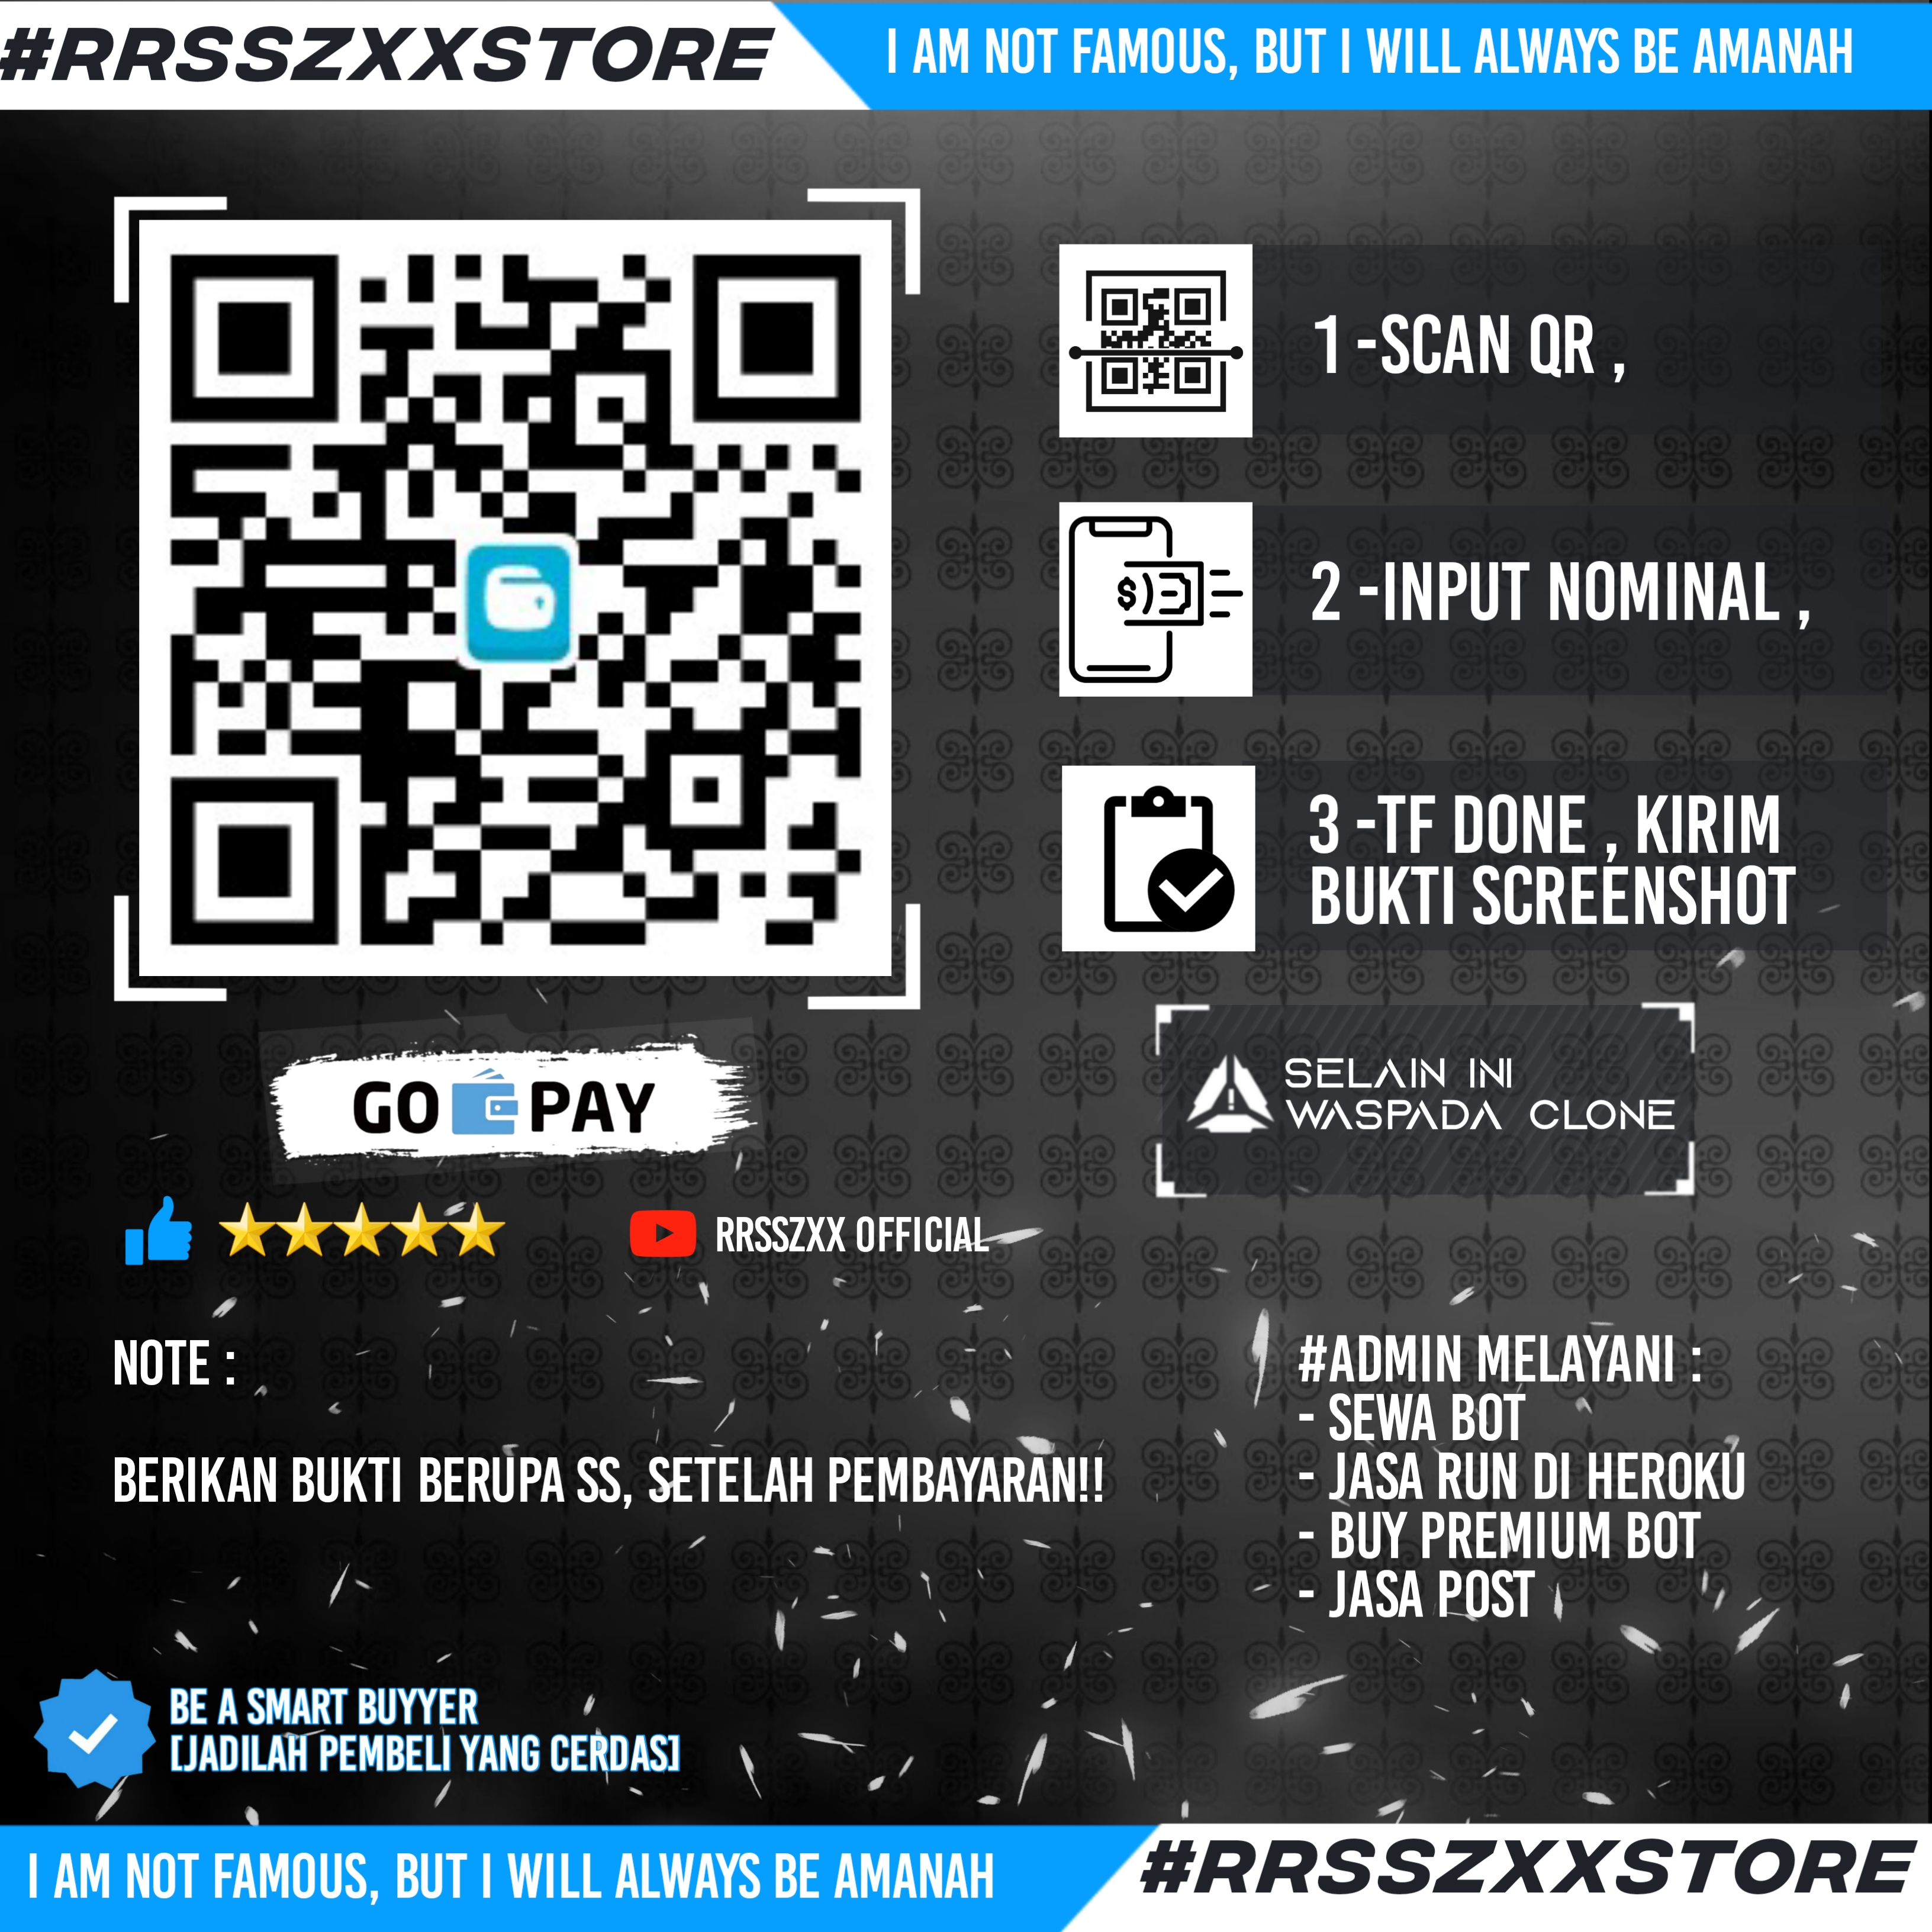 #RRSSZXXSTORE
I AM NOT FAMOUS, BUT I WILL ALWAYS BE AMANAH
1 -SCAN QR ,
2 -INPUT NOMINAL ,
$
3 -TF DONE , KIRIM
BUKTI SCREENSHOT
GO PAY
SELAIN INI
WASPADA CLONE
RRSSZXX OFFICIAL
NOTE :
BERIKAN BUKTI BERUPA SS, SETELAH PEMBAYARAN!!
#ADMIN MELAYANI :
- SEWA BOT
- JASA RUN DI HEROKU
- BUY PREMIUM BOT
- JASA POST
BE A SMART BUYYER
[JADILAH PEMBELI YANG CERDAS]
I AM NOT FAMOUS, BUT I WILL ALWAYS BE AMANAH
#RRSSZXXSTORE